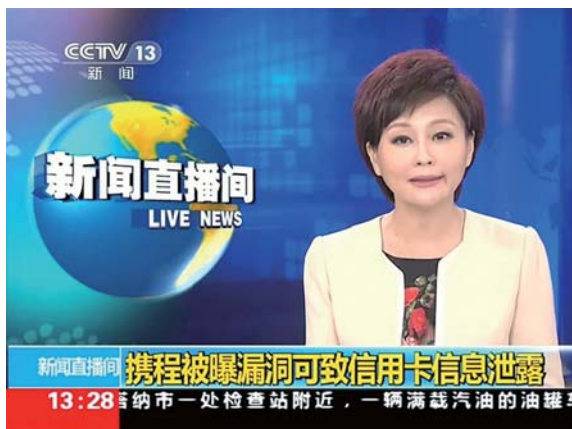 CCTV 13
新闻
新闻直播间
LIVE NEWS
新闻直播间 携程被曝漏洞可致信用卡信息泄露
13:28 塔纳市一处检查站附近，一辆满载汽油的油罐车